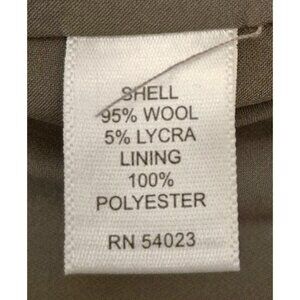 SHELL
95% WOOL
5% LYCRA
LINING
100%
POLYESTER
RN 54023